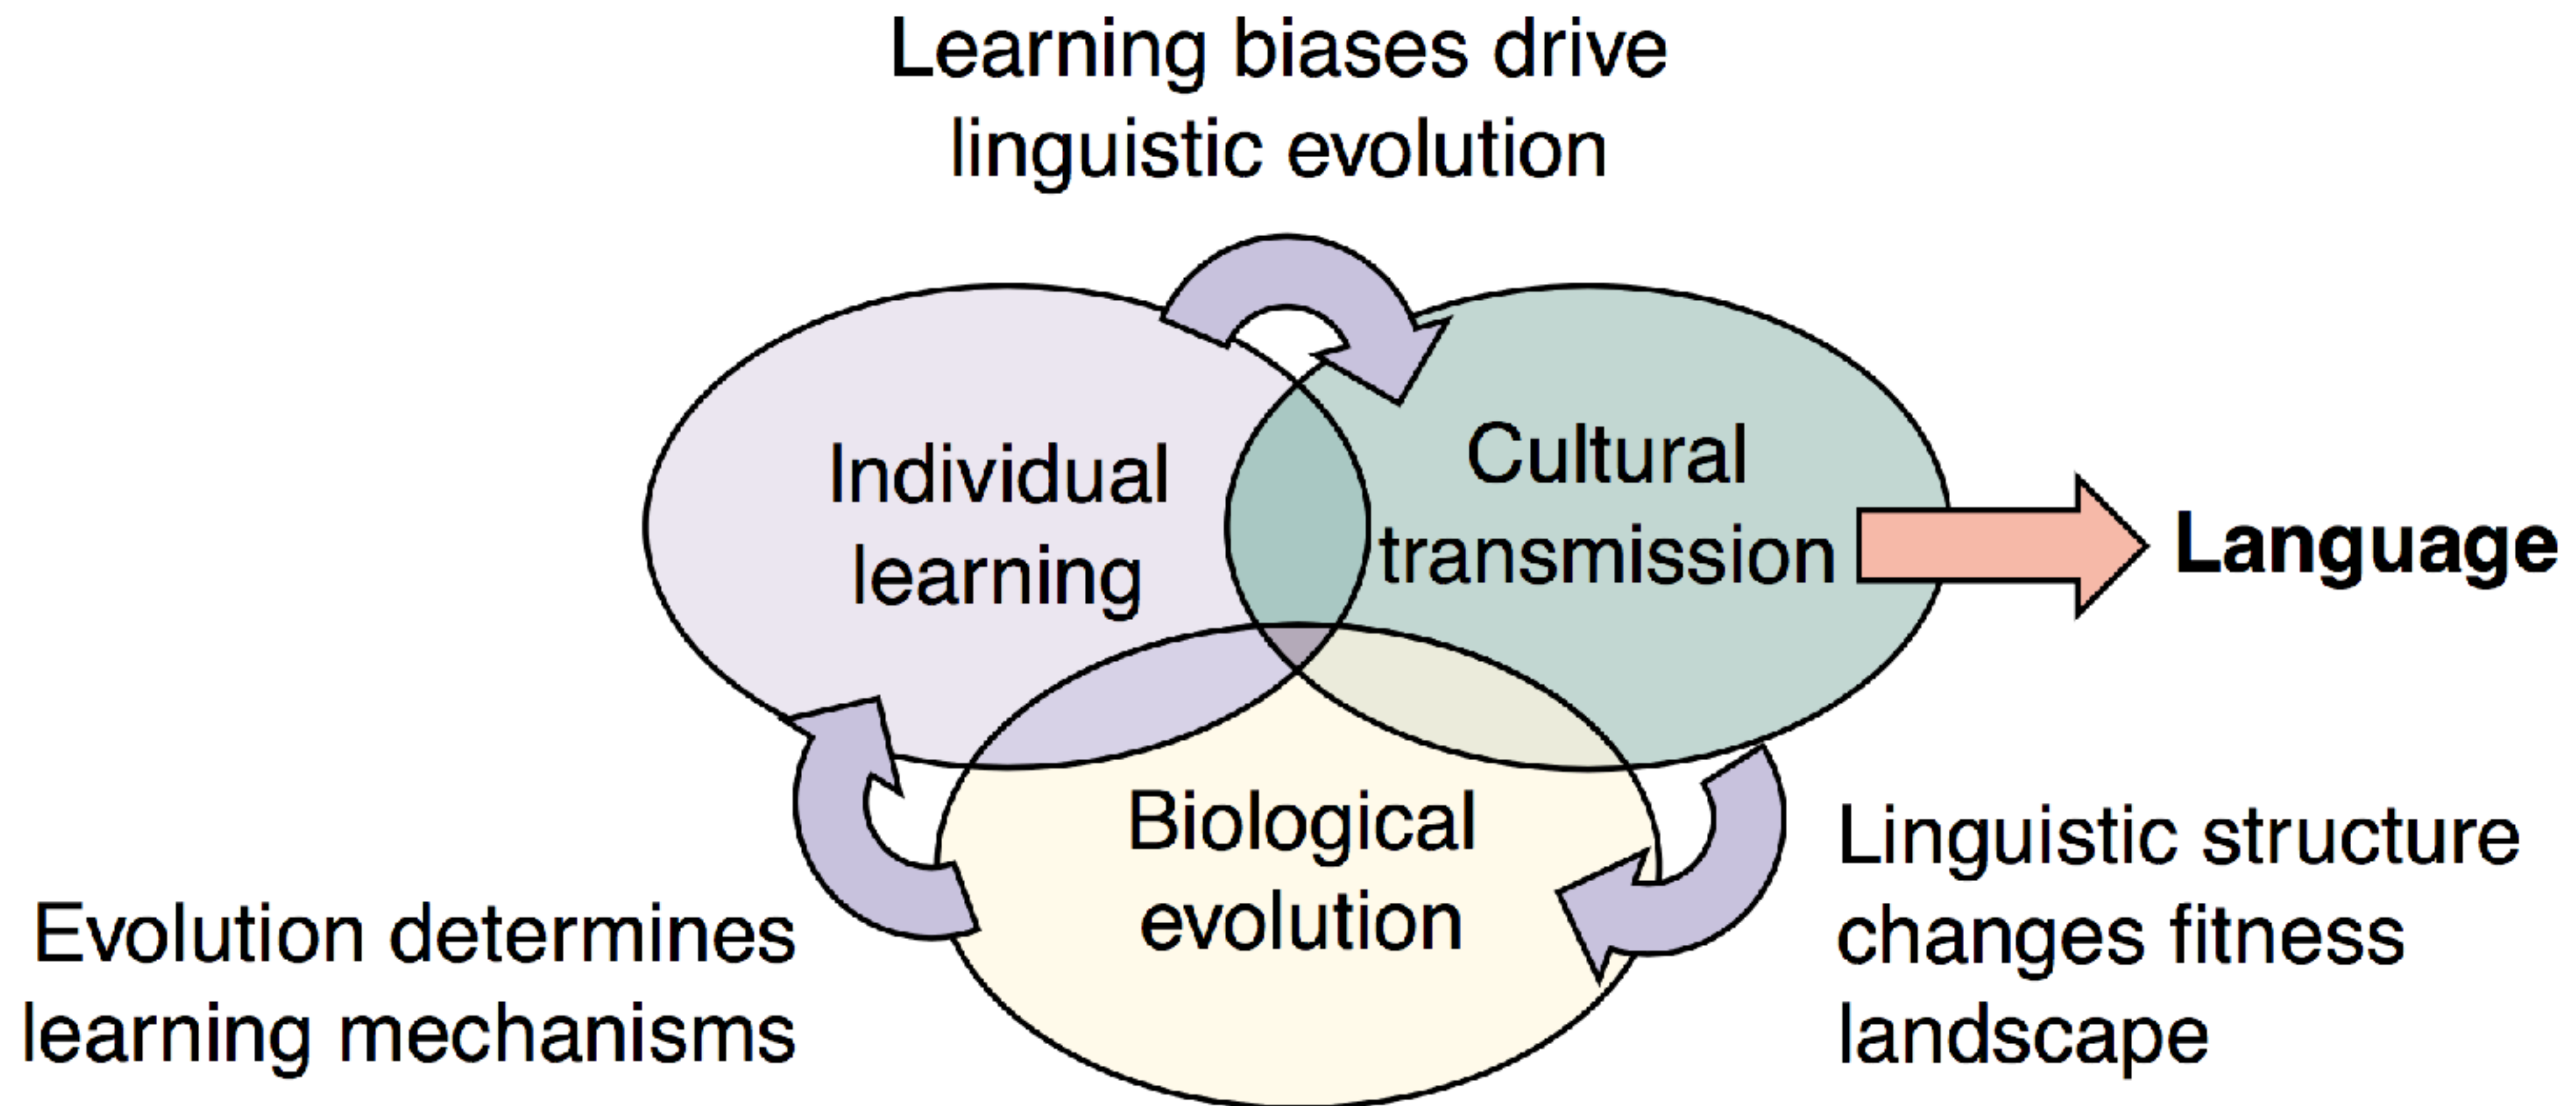 Learning biases drive
linguistic evolution
Individual
learning
Cultural
transmission
Language
Biological
evolution
Evolution determines
learning mechanisms
Linguistic structure
changes fitness
landscape